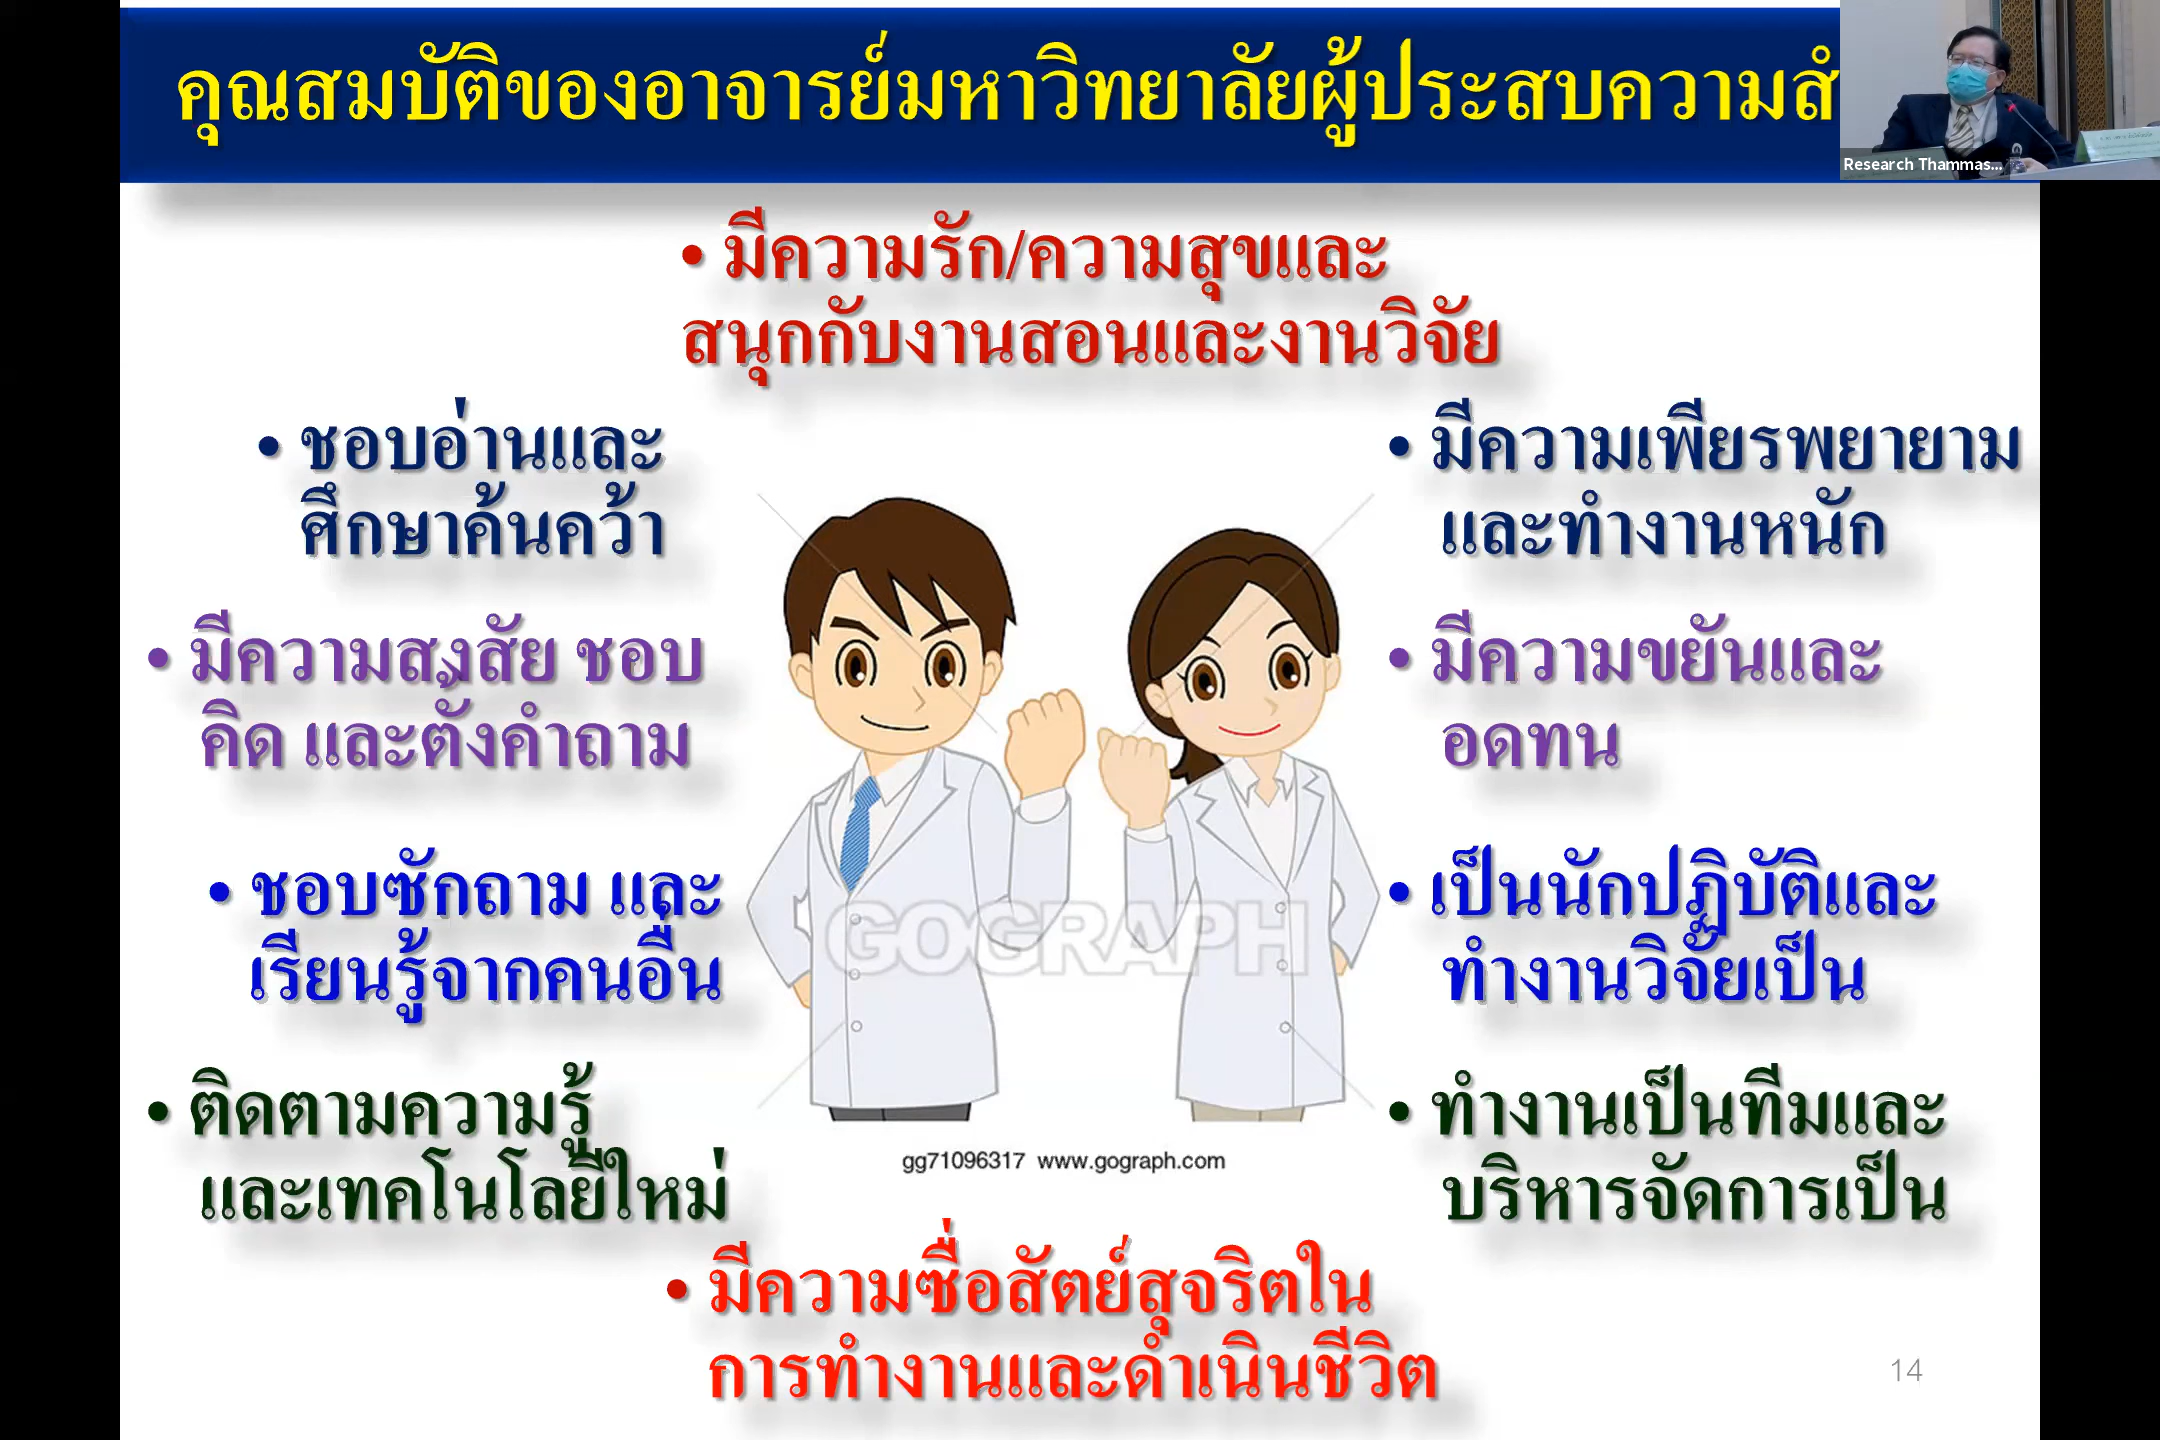 คุณสมบัติของอาจารย์มหาวิทยาลัยผู้ประสบความสำ
Research Thammas...
• มีความรัก/ความสุขและ
สนุกกับงานสอนและงานวิจัย
• ชอบอ่านและ
ศึกษาค้นคว้า
• มีความสงสัย ชอบ
คิด และตั้งคำถาม
• ชอบซักถาม และ
เรียนรู้จากคนอื่น
• ติดตามความรู้
และเทคโนโลยีใหม่
• มีความเพียรพยายาม
และทำงานหนัก
• มีความขยันและ
อดทน
• เป็นนักปฏิบัติและ
ทำงานวิจัยเป็น
• ทำงานเป็นทีมและ
บริหารจัดการเป็น
GOGRAPH
gg71096317 www.gograph.com
• มีความซื่อสัตย์สุจริตใน
การทำงานและดำเนินชีวิต
14